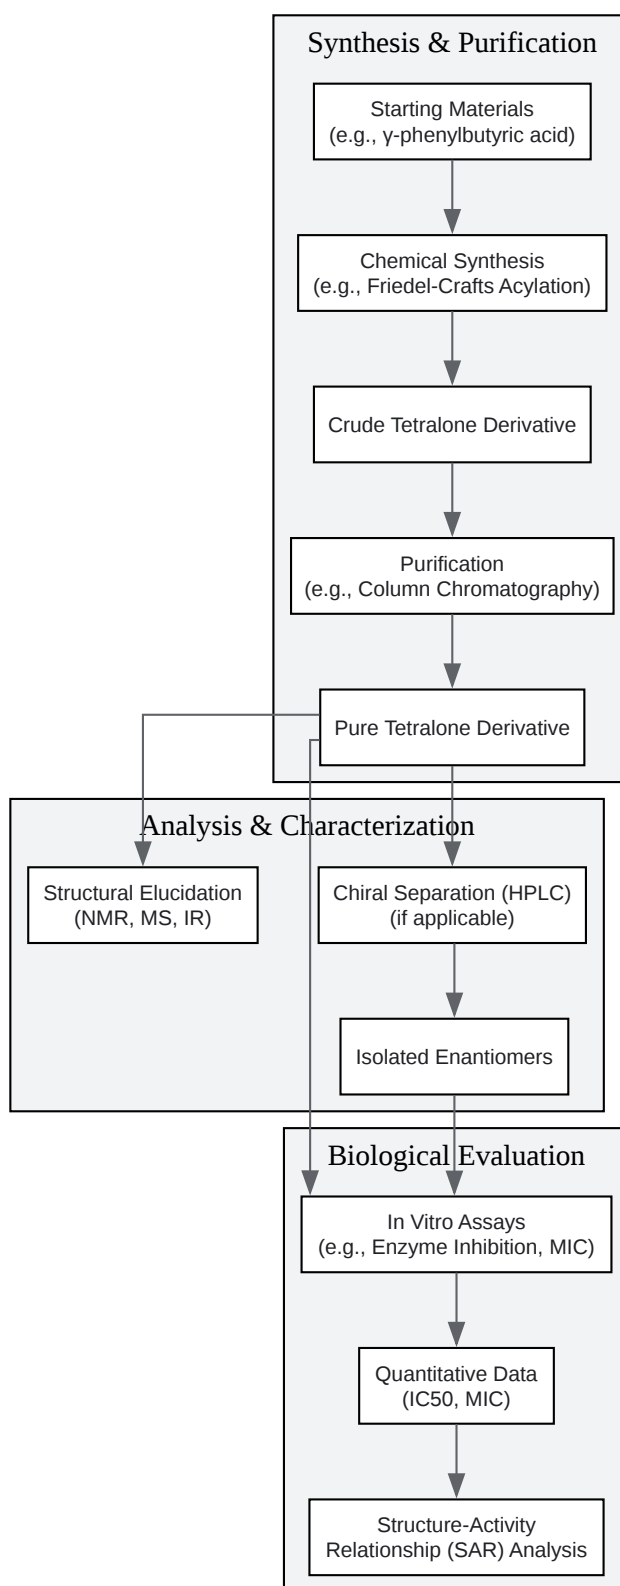 Synthesis & Purification
Starting Materials
(e.g., γ-phenylbutyric acid)
Chemical Synthesis
(e.g., Friedel-Crafts Acylation)
Crude Tetralone Derivative
Purification
(e.g., Column Chromatography)
Pure Tetralone Derivative
Analysis & Characterization
Structural Elucidation
(NMR, MS, IR)
Chiral Separation (HPLC)
(if applicable)
Isolated Enantiomers
Biological Evaluation
In Vitro Assays
(e.g., Enzyme Inhibition, MIC)
Quantitative Data
(IC50, MIC)
Structure-Activity
Relationship (SAR) Analysis